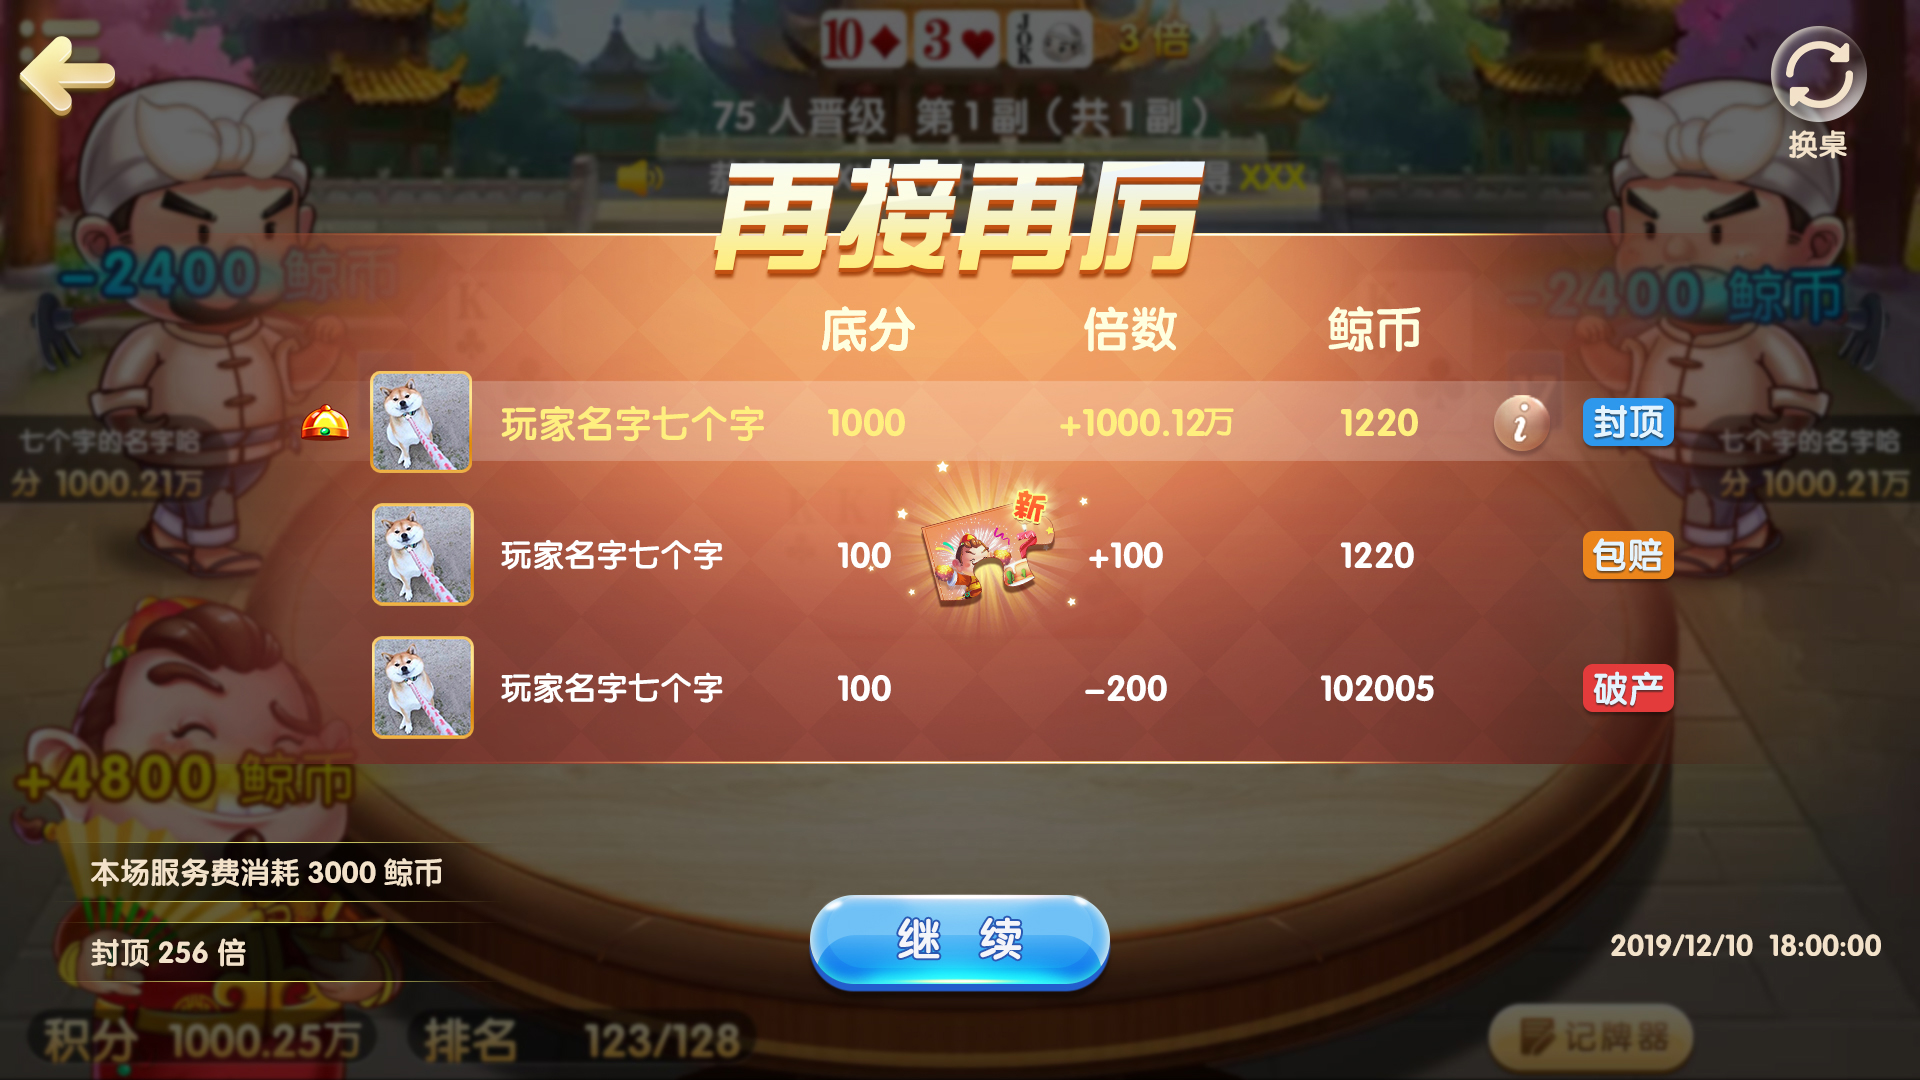 10 3 JOK 3 倍
换桌
75 人晋级 第 1 副（共 1 副）
得 XXX
再接再厉
-2400 鲸币
-2400 鲸币
底分 倍数 鲸币
玩家名字七个字 1000 +1000.12万 1220 i 封顶
七个字的名字哈
分 1000.21万
七个字的名字哈
分 1000.21万
新
玩家名字七个字 100 +100 1220 包赔
玩家名字七个字 100 -200 102005 破产
+4800 鲸币
本场服务费消耗 3000 鲸币
封顶 256 倍
继 续
2019/12/10 18:00:00
积分 1000.25万 排名 123/128
记牌器